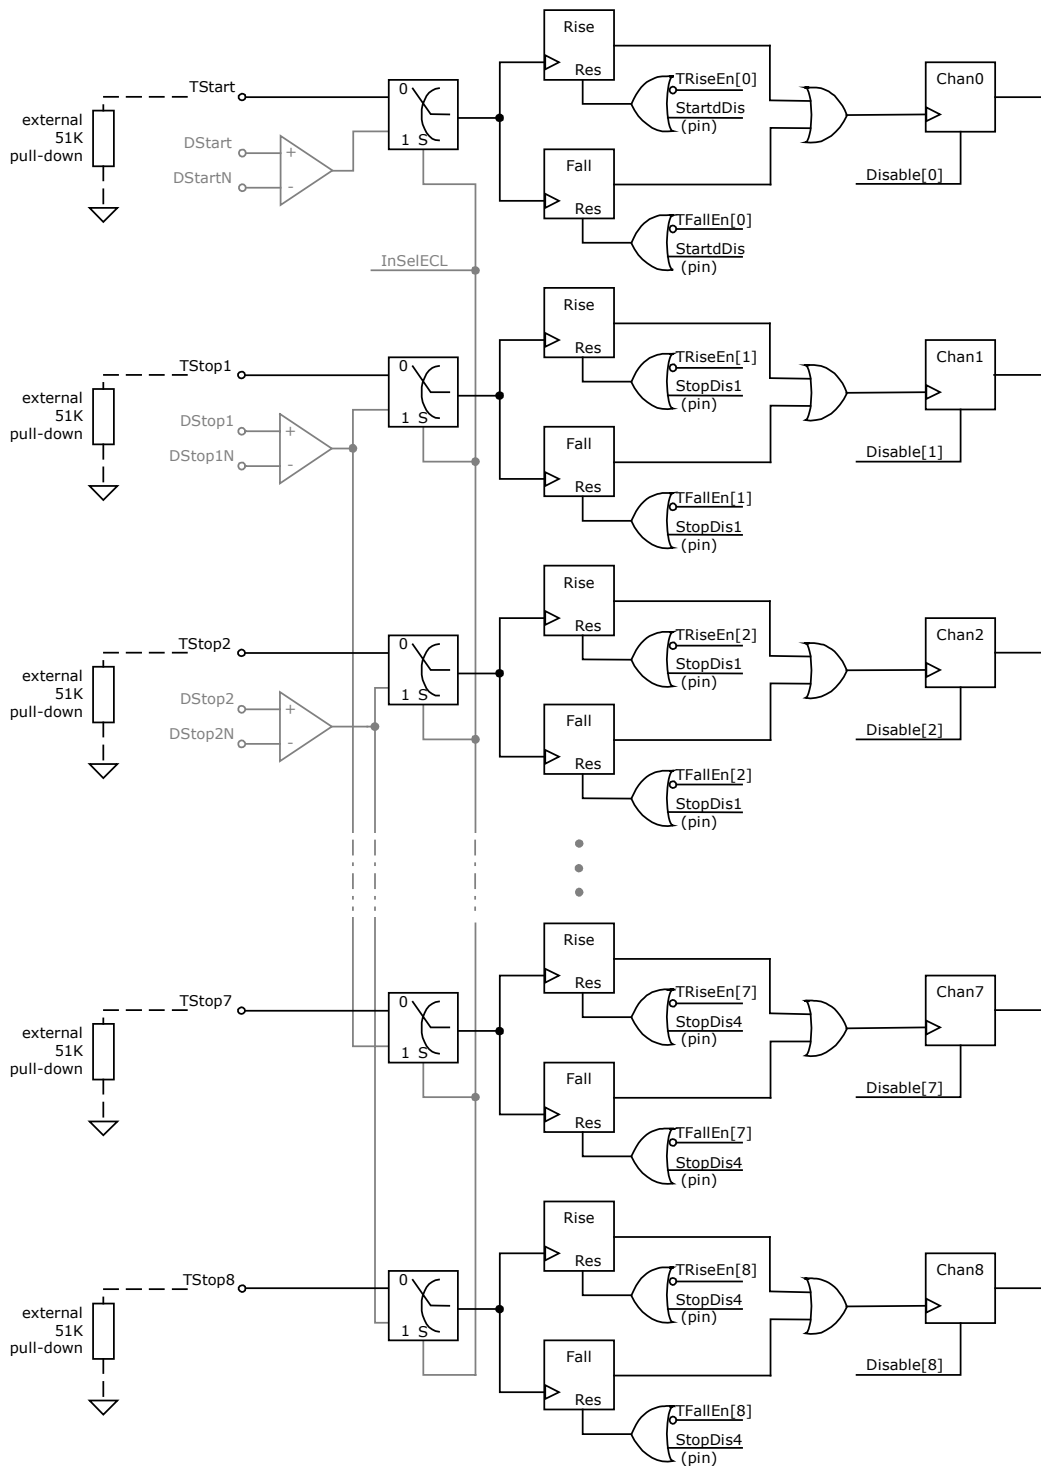 Rise
Res
TStart
0
1 S
TRiseEn[0]
StartdDis
(pin)
Chan0
external
51K
pull-down
DStart
+
DStartN
-
Fall
Res
Disable[0]
TFallEn[0]
StartdDis
(pin)
InSelECL
Rise
Res
TStop1
0
1 S
TRiseEn[1]
StopDis1
(pin)
Chan1
external
51K
pull-down
DStop1
+
DStop1N
-
Fall
Res
Disable[1]
TFallEn[1]
StopDis1
(pin)
Rise
Res
TStop2
0
1 S
TRiseEn[2]
StopDis1
(pin)
Chan2
external
51K
pull-down
DStop2
+
DStop2N
-
Fall
Res
Disable[2]
TFallEn[2]
StopDis1
(pin)
Rise
Res
TStop7
0
1 S
TRiseEn[7]
StopDis4
(pin)
Chan7
external
51K
pull-down
Fall
Res
Disable[7]
TFallEn[7]
StopDis4
(pin)
Rise
Res
TStop8
0
1 S
TRiseEn[8]
StopDis4
(pin)
Chan8
external
51K
pull-down
Fall
Res
Disable[8]
TFallEn[8]
StopDis4
(pin)